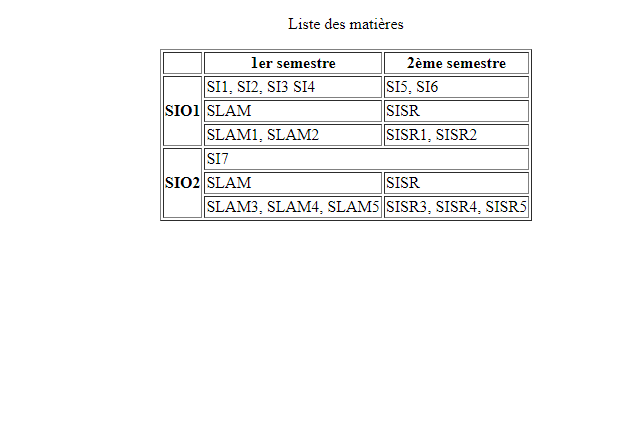 Liste des matières
1er semestre 2ème semestre
SI1, SI2, SI3 SI4 SI5, SI6
SIO1 SLAM SISR
SLAM1, SLAM2 SISR1, SISR2
SI7
SIO2 SLAM SISR
SLAM3, SLAM4, SLAM5 SISR3, SISR4, SISR5